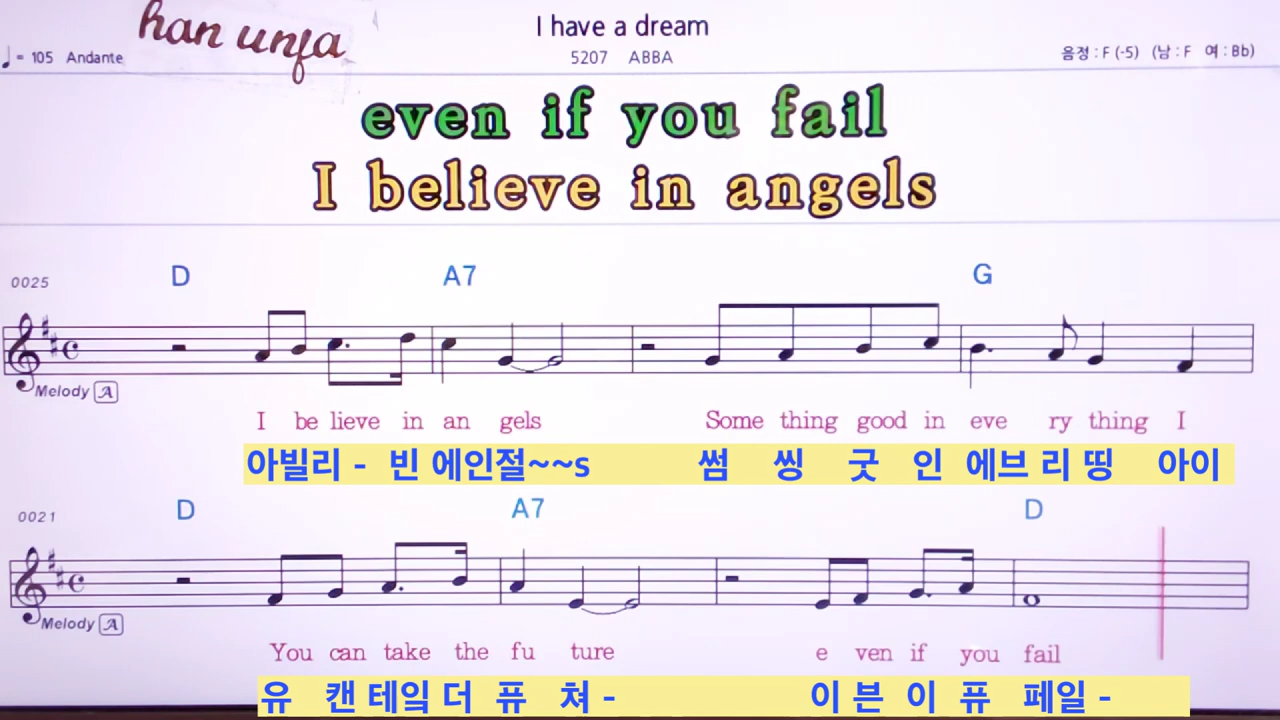 han unfa
I have a dream
♩= 105 Andante
5207 ABBA
음정 : F (-5) (남 : F 여 : Bb)
even if you fail
I believe in angels
0025
D A7 G
Melody A
I be lieve in an gels Some thing good in eve ry thing I
아빌리 - 빈 에인절~~s 썸 씽 굿 인 에브 리 띵 아이
0021
D A7 D
Melody A
You can take the fu ture e ven if you fail
유 캔 테잌 더 퓨 쳐 - 이 븐 이 퓨 페일 -